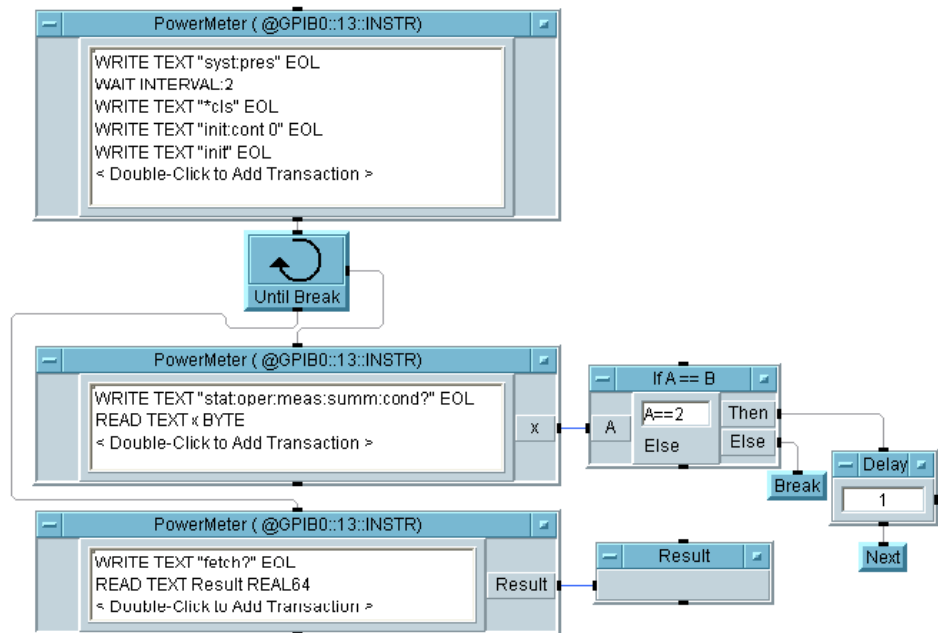 PowerMeter ( @GPIB0::13::INSTR)
WRITE TEXT "syst:pres" EOL
WAIT INTERVAL:2
WRITE TEXT "*cls" EOL
WRITE TEXT "init:cont 0" EOL
WRITE TEXT "init" EOL
< Double-Click to Add Transaction >
Until Break
PowerMeter ( @GPIB0::13::INSTR)
WRITE TEXT "stat:oper:meas:summ:cond?" EOL
READ TEXT x BYTE
< Double-Click to Add Transaction >
x
If A == B
A
A==2
Else
Then
Else
Break
Delay
1
Next
PowerMeter ( @GPIB0::13::INSTR)
WRITE TEXT "fetch?" EOL
READ TEXT Result REAL64
< Double-Click to Add Transaction >
Result
Result